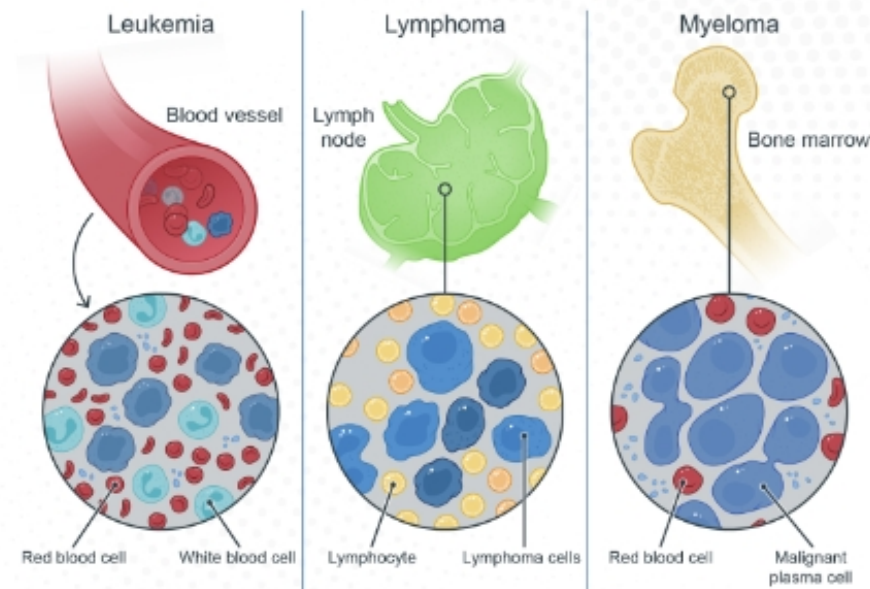 Leukemia
Blood vessel
Red blood cell
White blood cell
Lymphoma
Lymph
node
Lymphocyte
Lymphoma cells
Myeloma
Bone marrow
Red blood cell
Malignant
plasma cell